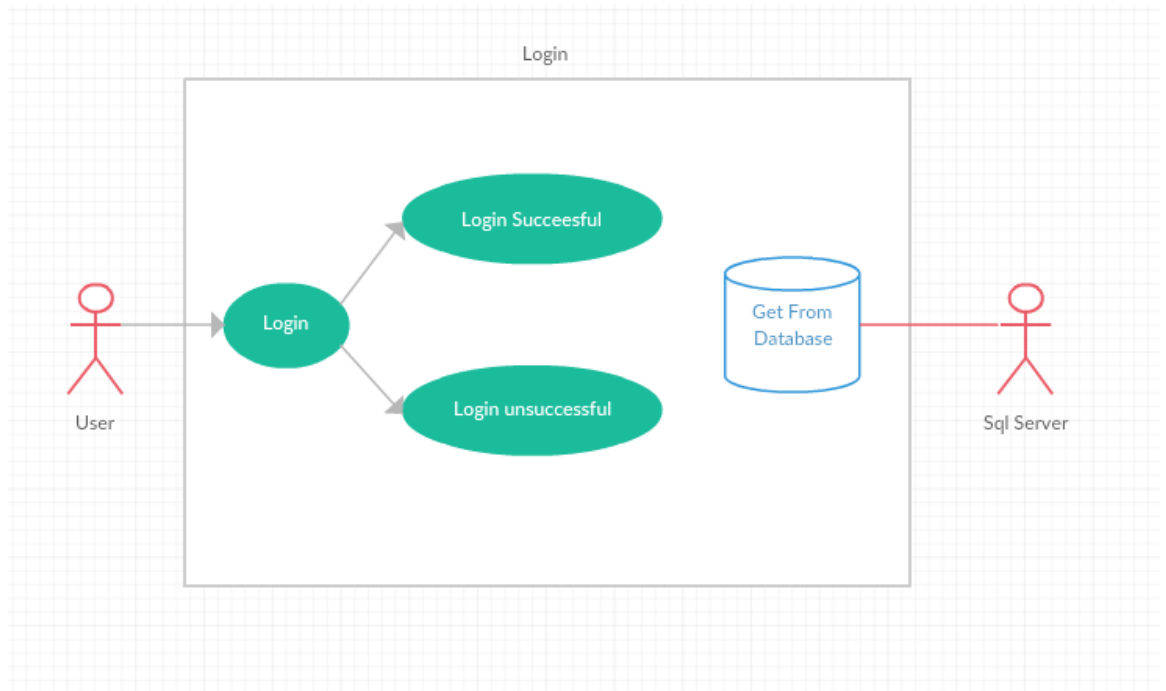 Login
Login Succeesful
Get From
Database
Login
Login unsuccessful
User
Sql Server